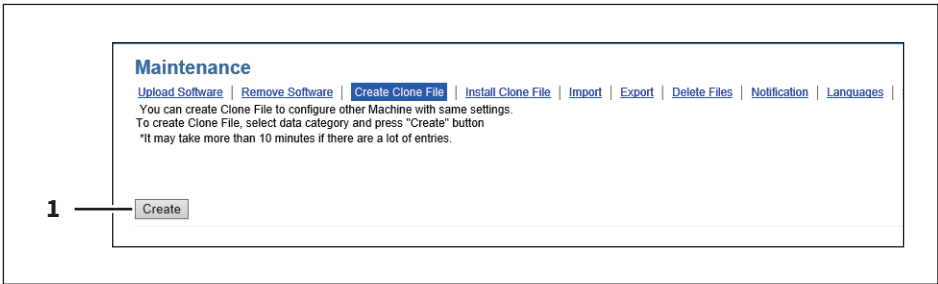 Maintenance
Upload Software | Remove Software | Create Clone File | Install Clone File | Import | Export | Delete Files | Notification | Languages |
You can create Clone File to configure other Machine with same settings.
To create Clone File, select data category and press "Create" button
*It may take more than 10 minutes if there are a lot of entries.
1 Create